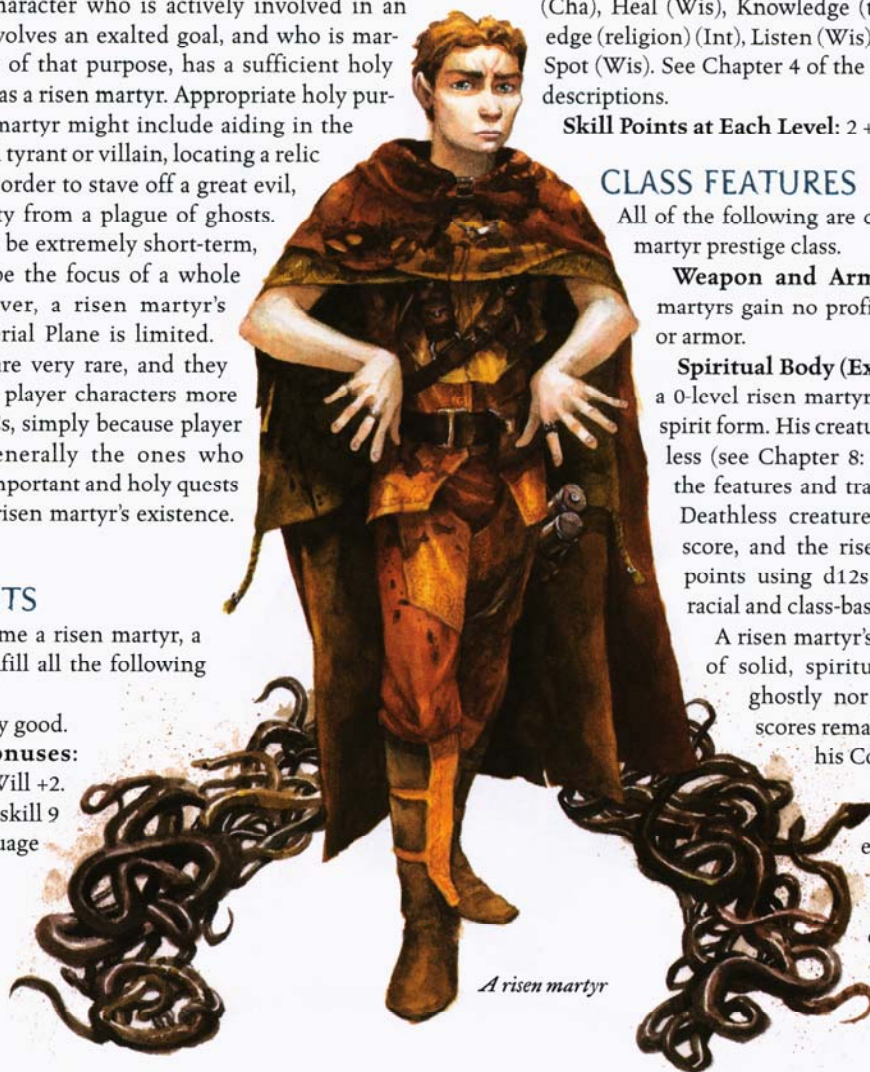 haracter who is actively involved in an
volves an exalted goal, and who is mar-
of that purpose, has a sufficient holy
as a risen martyr. Appropriate holy pur-
martyr might include aiding in the
tyrant or villain, locating a relic
order to stave off a great evil,
ty from a plague of ghosts.
be extremely short-term,
be the focus of a whole
ver, a risen martyr's
rial Plane is limited.
are very rare, and they
player characters more
s, simply because player
enerally the ones who
mportant and holy quests
risen martyr's existence.
TS
me a risen martyr, a
fill all the following
y good.
onuses:
Will +2.
skill 9
uage
(Cha), Heal (Wis), Knowledge (t
edge (religion) (Int), Listen (Wis)
Spot (Wis). See Chapter 4 of the
descriptions.
Skill Points at Each Level: 2 +
CLASS FEATURES
All of the following are c
martyr prestige class.
Weapon and Arm
martyrs gain no profi
or armor.
Spiritual Body (Ex
a 0-level risen martyr
spirit form. His creatu
less (see Chapter 8:
the features and tra
Deathless creature
score, and the rise
points using d12s
racial and class-bas
A risen martyr's
of solid, spiritu
ghostly nor
scores rema
his Co
e
A risen martyr